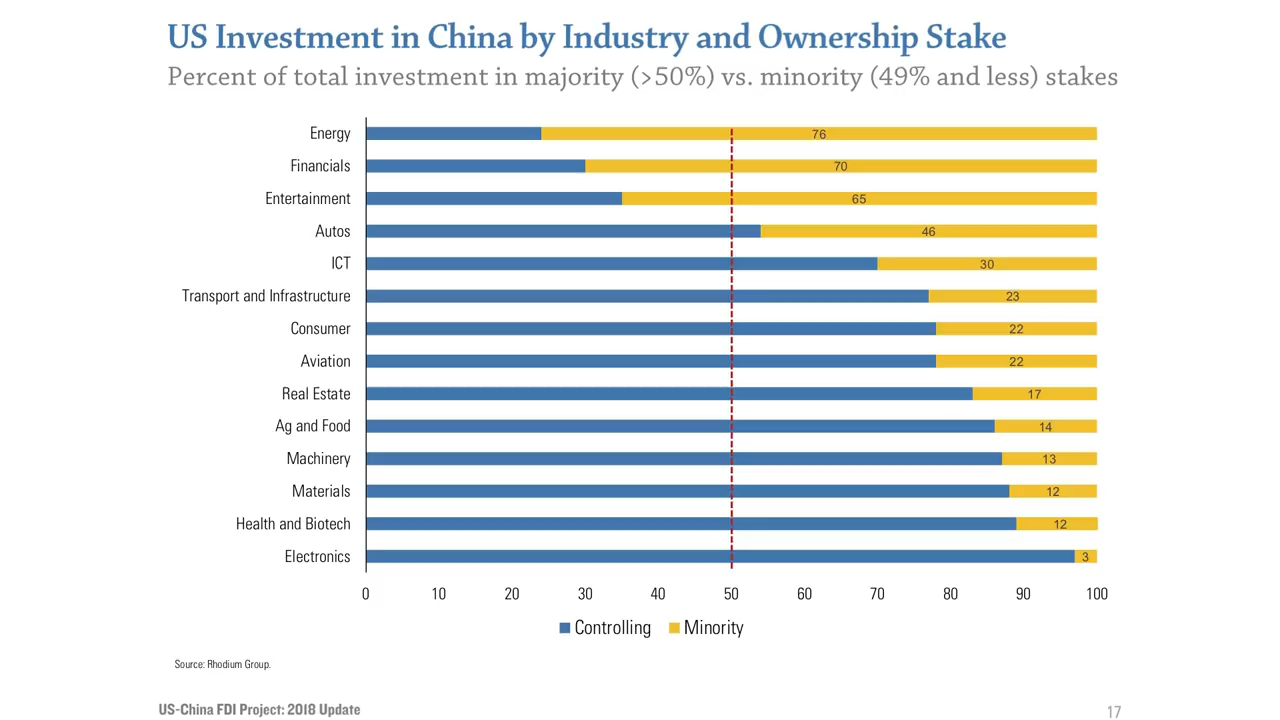 US Investment in China by Industry and Ownership Stake
Percent of total investment in majority (>50%) vs. minority (49% and less) stakes
Energy 76
Financials 70
Entertainment 65
Autos 46
ICT 30
Transport and Infrastructure 23
Consumer 22
Aviation 22
Real Estate 17
Ag and Food 14
Machinery 13
Materials 12
Health and Biotech 12
Electronics 3
0 10 20 30 40 50 60 70 80 90 100
Controlling Minority
Source: Rhodium Group.
US-China FDI Project: 2018 Update 17